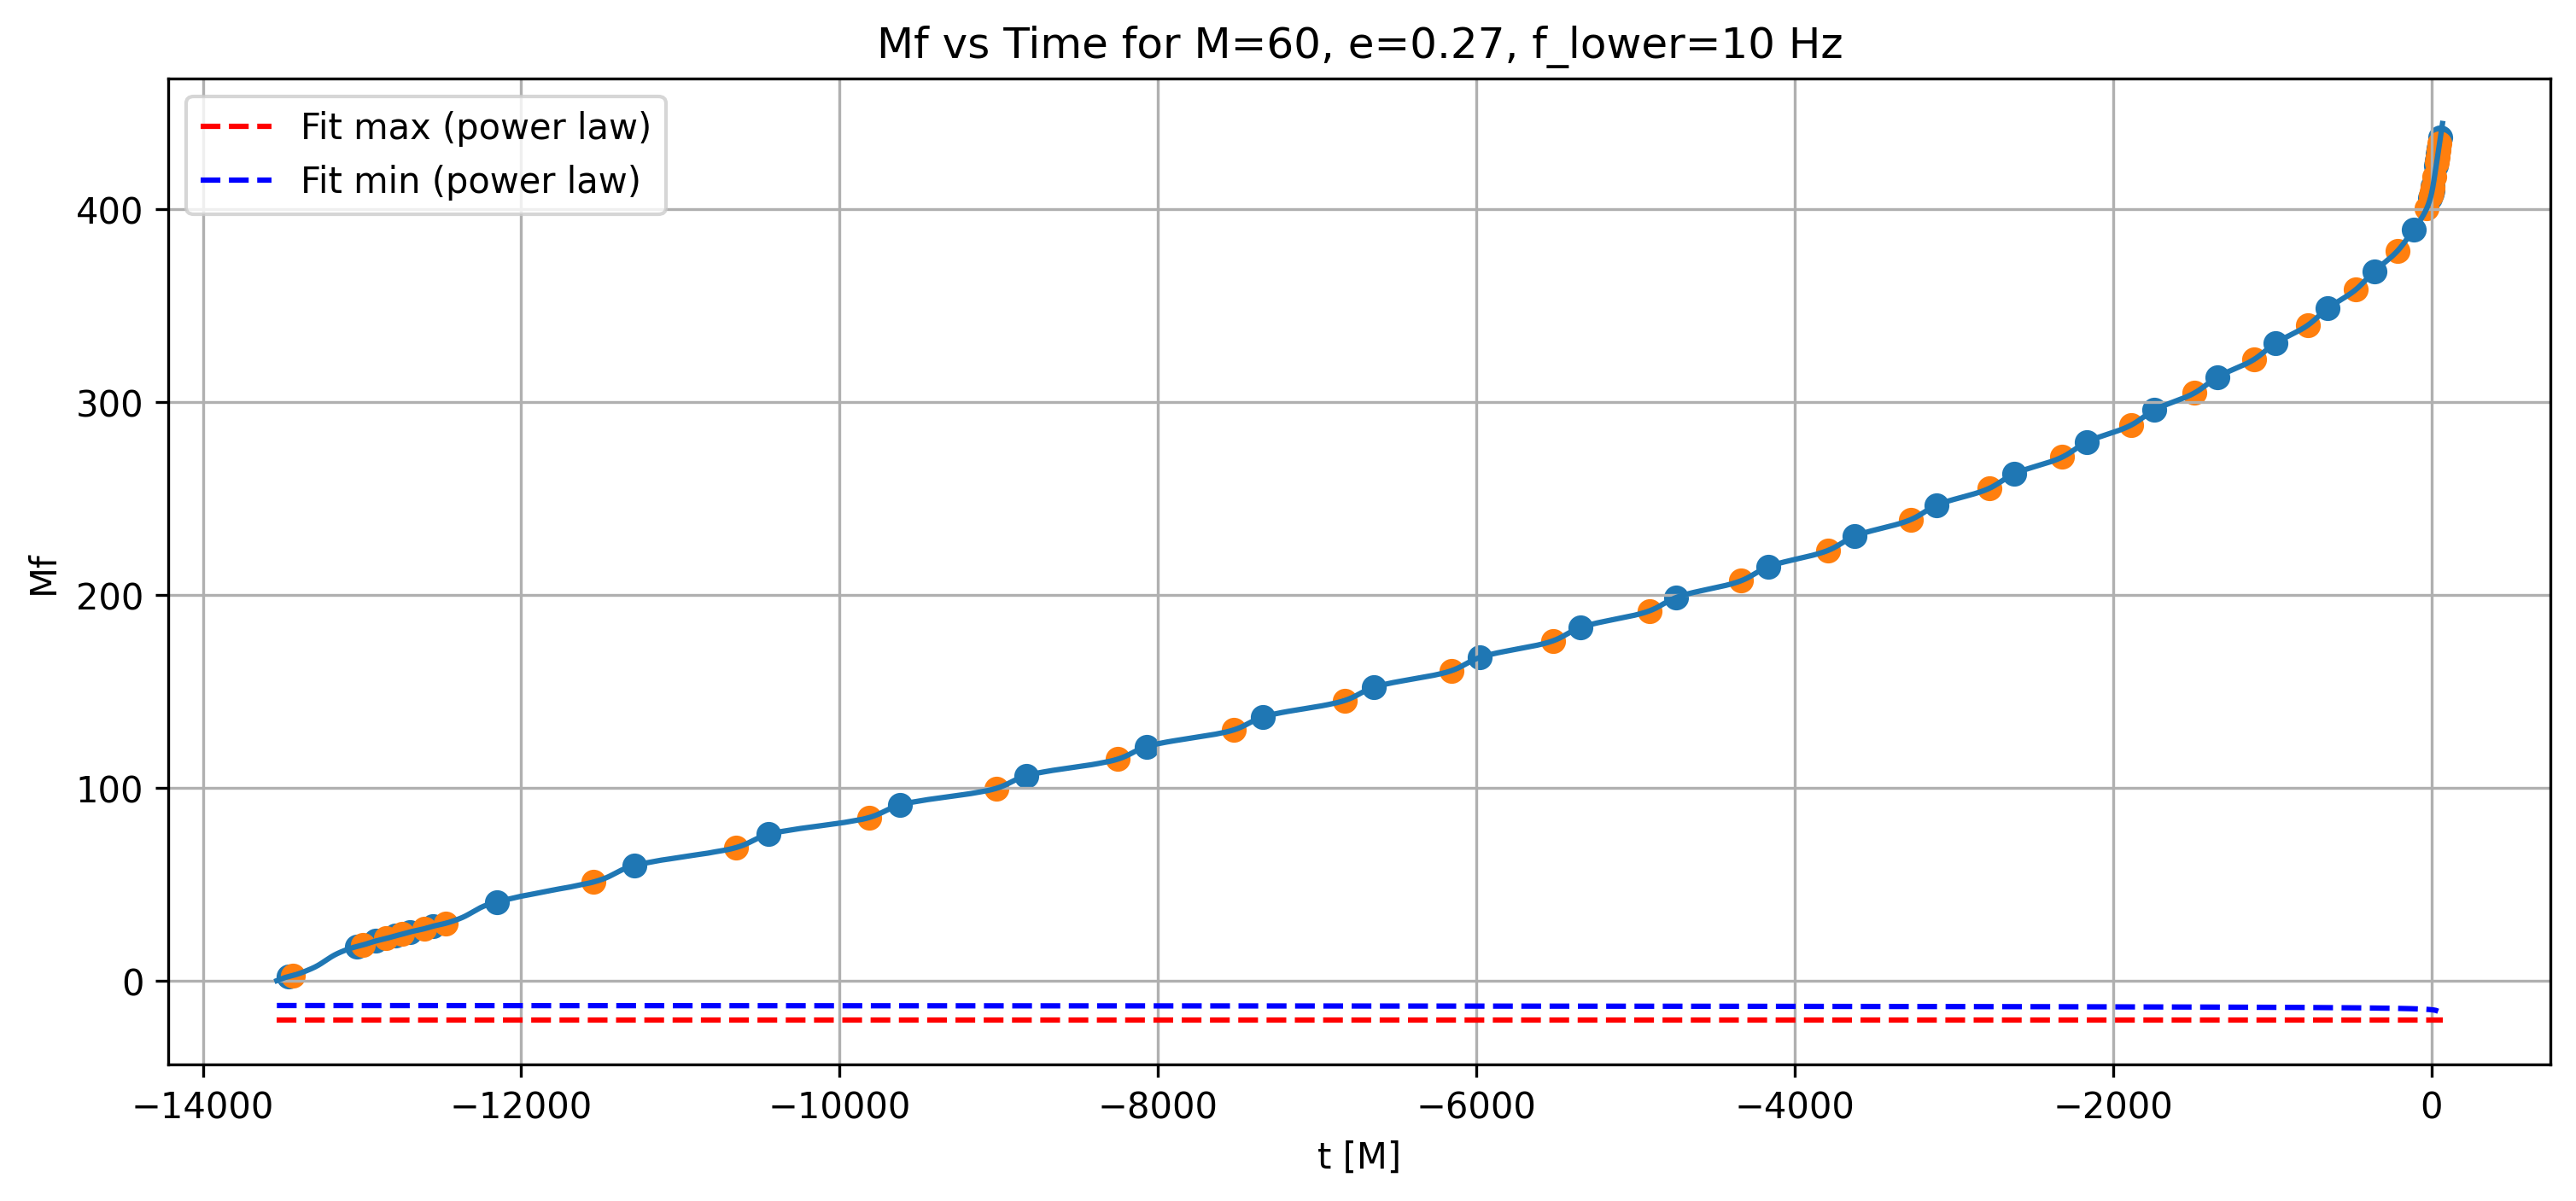 Mf vs Time for M=60, e=0.27, f_lower=10 Hz
Fit max (power law)
Fit min (power law)
Mf
400
300
200
100
0
−14000 −12000 −10000 −8000 −6000 −4000 −2000 0
t [M]